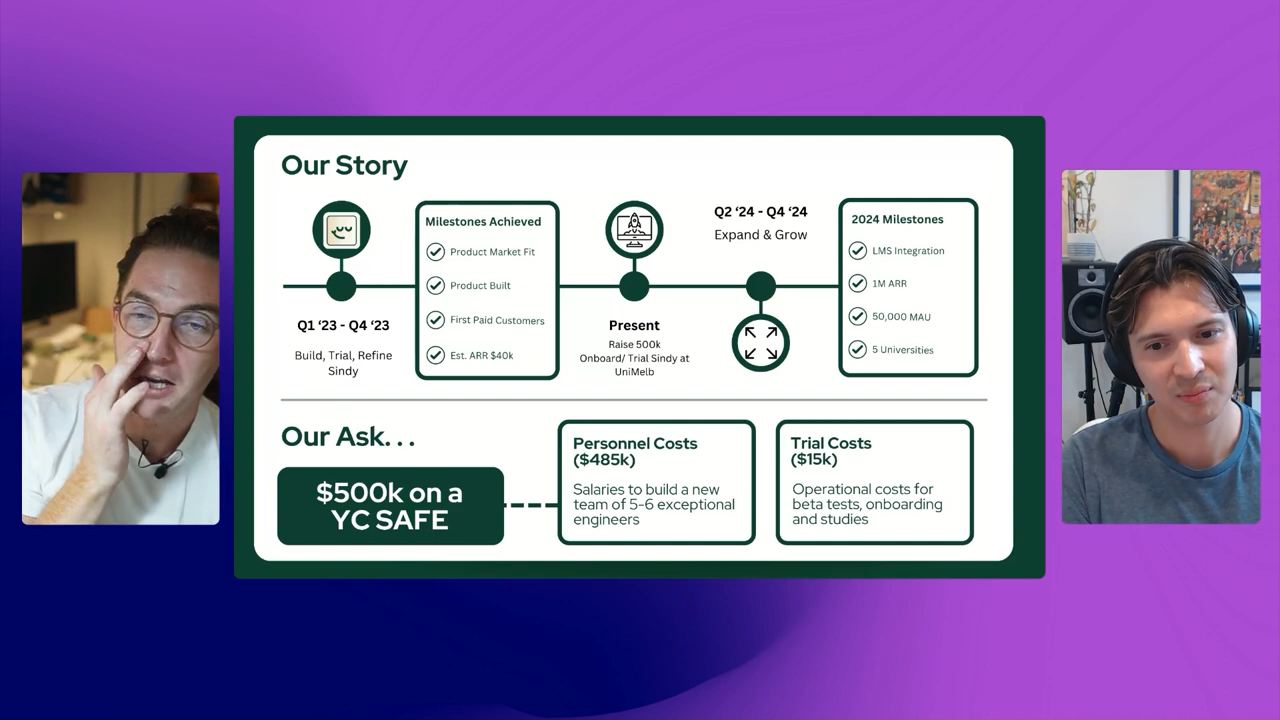 Our Story
Q1 ‘23 - Q4 ‘23
Build, Trial, Refine
Sindy
Milestones Achieved
Product Market Fit
Product Built
First Paid Customers
Est. ARR $40k
Present
Raise 500k
Onboard/ Trial Sindy at
UniMelb
Q2 ‘24 - Q4 ‘24
Expand & Grow
2024 Milestones
LMS Integration
1M ARR
50,000 MAU
5 Universities
Our Ask. . .
$500k on a
YC SAFE
Personnel Costs
($485k)
Salaries to build a new
team of 5-6 exceptional
engineers
Trial Costs
($15k)
Operational costs for
beta tests, onboarding
and studies